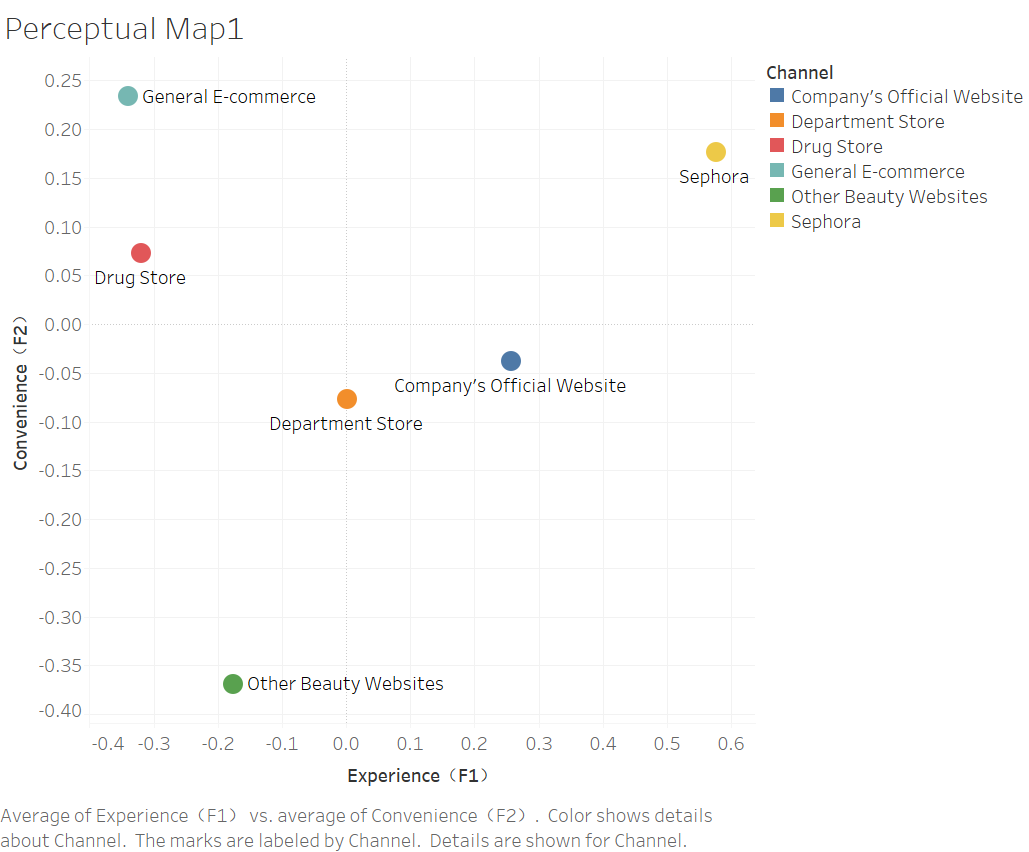 Perceptual Map1
Channel
Company's Official Website
Department Store
Drug Store
General E-commerce
Other Beauty Websites
Sephora
0.25
0.20
0.15
0.10
0.05
0.00
-0.05
-0.10
-0.15
-0.20
-0.25
-0.30
-0.35
-0.40
Convenience（F2）
General E-commerce
Sephora
Drug Store
Company's Official Website
Department Store
Other Beauty Websites
-0.4 -0.3 -0.2 -0.1 0.0 0.1 0.2 0.3 0.4 0.5 0.6
Experience（F1）
Average of Experience（F1） vs. average of Convenience（F2）. Color shows details
about Channel. The marks are labeled by Channel. Details are shown for Channel.